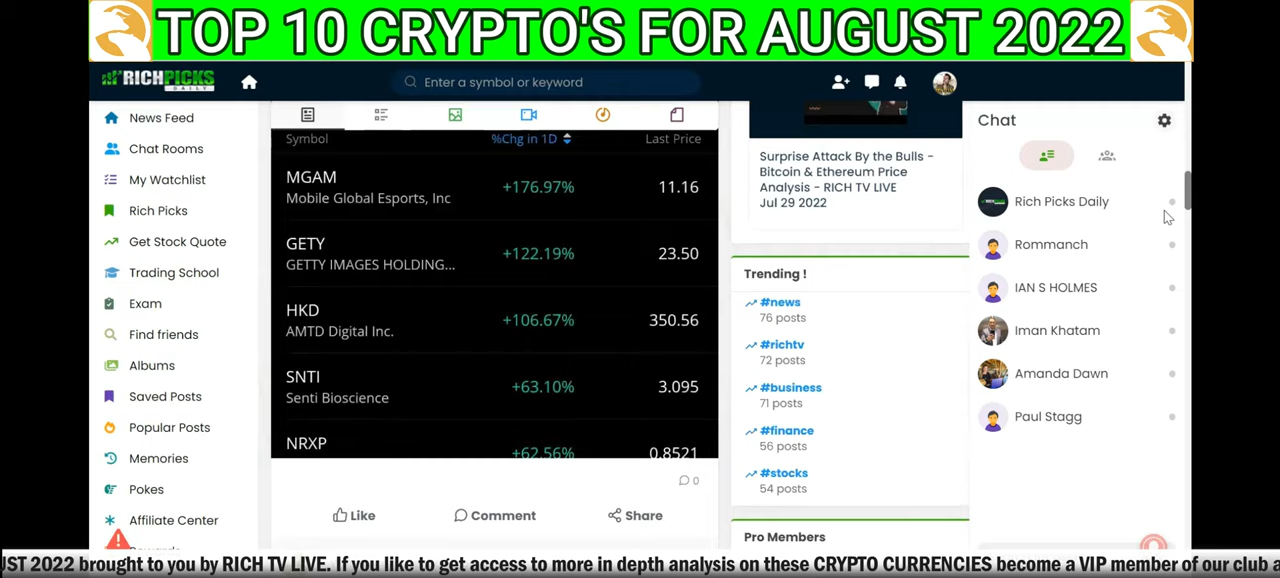 TOP 10 CRYPTO'S FOR AUGUST 2022
RICHPICKS
DAILY
Enter a symbol or keyword
News Feed
Chat Rooms
My Watchlist
Rich Picks
Get Stock Quote
Trading School
Exam
Find friends
Albums
Saved Posts
Popular Posts
Memories
Pokes
Affiliate Center
Rewards
Symbol %Chg in 1D Last Price
MGAM
Mobile Global Esports, Inc
+176.97% 11.16
GETY
GETTY IMAGES HOLDING...
+122.19% 23.50
HKD
AMTD Digital Inc.
+106.67% 350.56
SNTI
Senti Bioscience
+63.10% 3.095
NRXP
+62.56% 0.8521
0
Like Comment Share
Surprise Attack By the Bulls -
Bitcoin & Ethereum Price
Analysis - RICH TV LIVE
Jul 29 2022
Trending !
#news
76 posts
#richtv
72 posts
#business
71 posts
#finance
56 posts
#stocks
54 posts
Pro Members
Chat
Rich Picks Daily
Rommanch
IAN S HOLMES
Iman Khatam
Amanda Dawn
Paul Stagg
UST 2022 brought to you by RICH TV LIVE. If you like to get access to more in depth analysis on these CRYPTO CURRENCIES become a VIP member of our club a